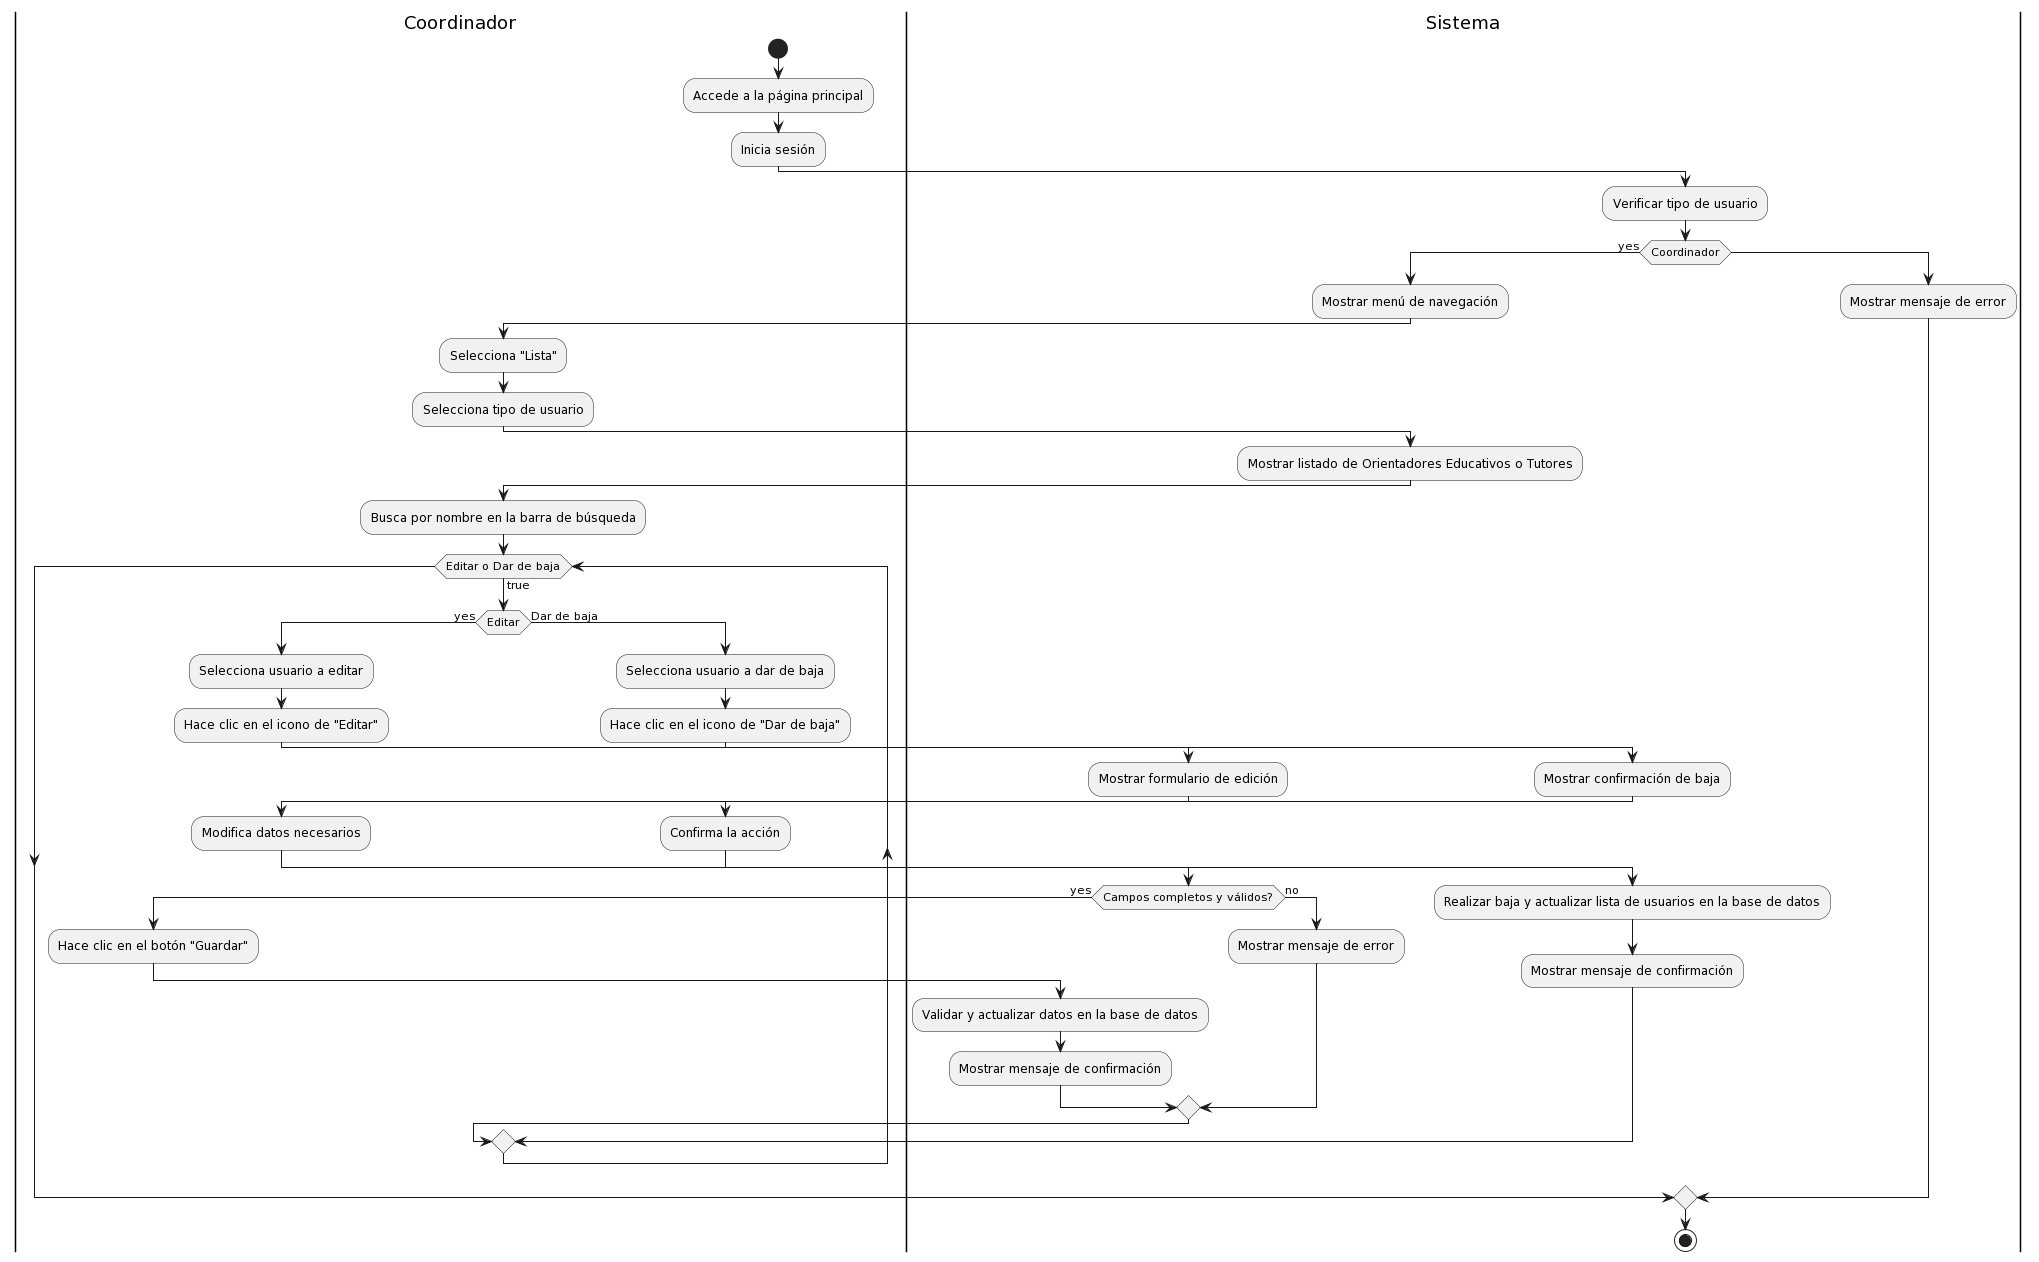 Coordinador
Sistema
Accede a la página principal
Inicia sesión
Verificar tipo de usuario
yes
Coordinador
Mostrar menú de navegación
Mostrar mensaje de error
Selecciona "Lista"
Selecciona tipo de usuario
Mostrar listado de Orientadores Educativos o Tutores
Busca por nombre en la barra de búsqueda
Editar o Dar de baja
true
yes
Editar
Dar de baja
Selecciona usuario a editar
Selecciona usuario a dar de baja
Hace clic en el icono de "Editar"
Hace clic en el icono de "Dar de baja"
Mostrar formulario de edición
Mostrar confirmación de baja
Modifica datos necesarios
Confirma la acción
yes
Campos completos y válidos?
no
Realizar baja y actualizar lista de usuarios en la base de datos
Hace clic en el botón "Guardar"
Mostrar mensaje de error
Mostrar mensaje de confirmación
Validar y actualizar datos en la base de datos
Mostrar mensaje de confirmación